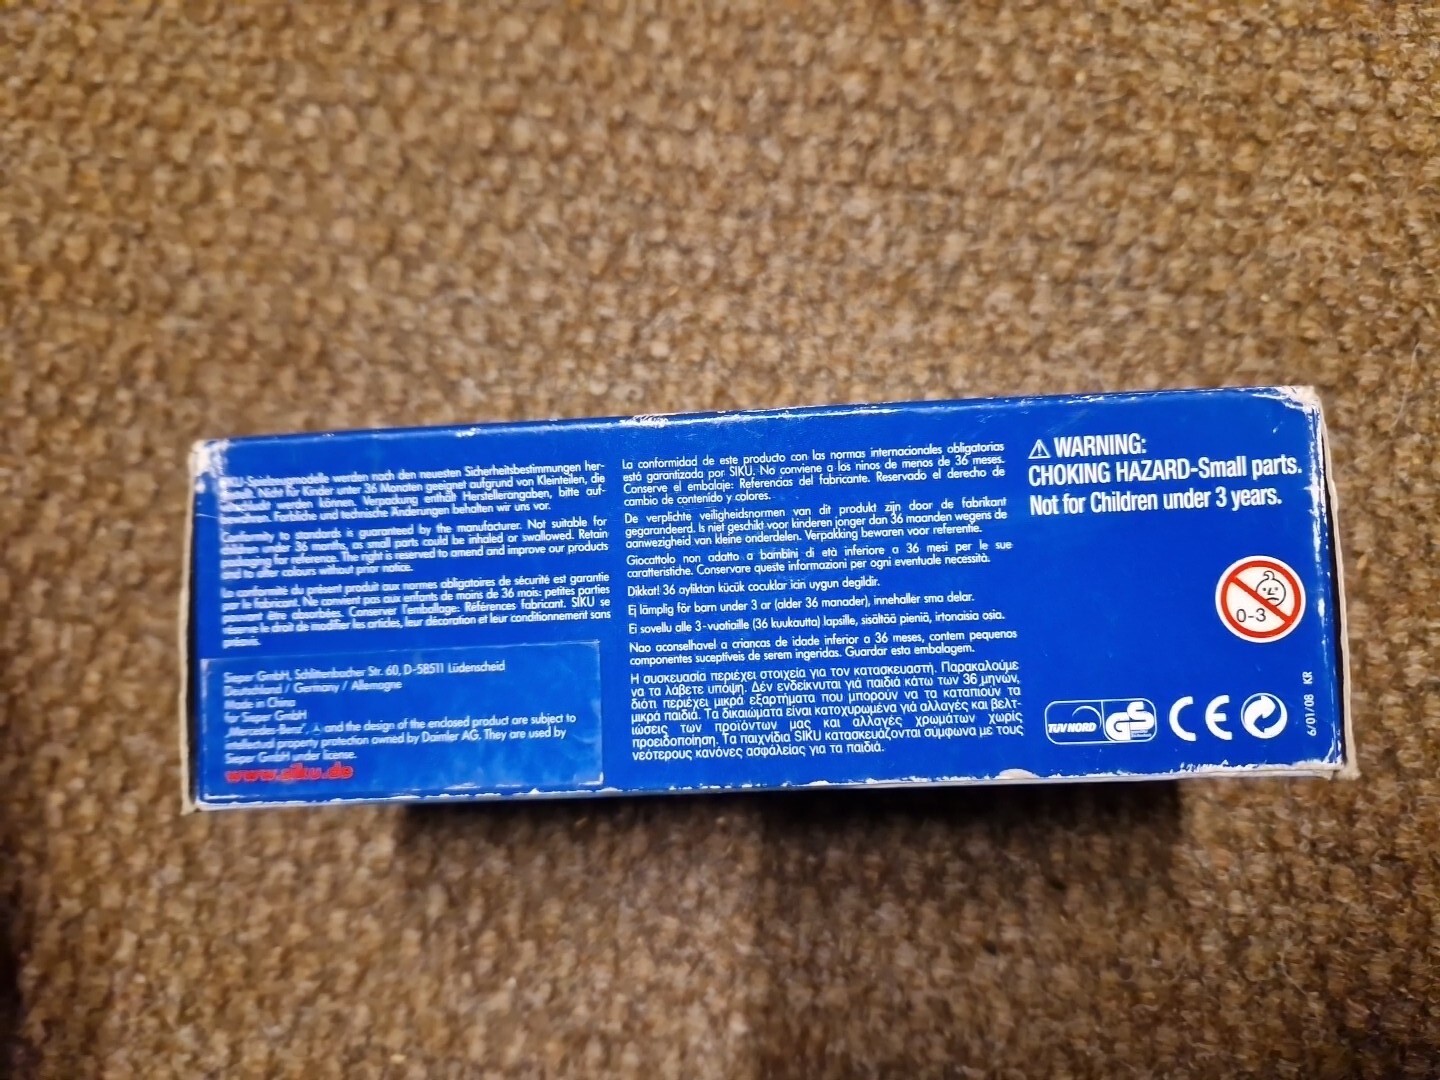 SIKU-Spielzeugmodelle werden nach den neuesten Sicherheitsbestimmungen her-
gestellt. Nicht für Kinder unter 36 Monaten geeignet aufgrund von Kleinteilen, die
verschluckt werden können. Verpackung enthält Herstellerangaben, bitte auf-
bewahren. Farbliche und technische Änderungen behalten wir uns vor.
Conformity to standards is guaranteed by the manufacturer. Not suitable for
children under 36 months, as small parts could be inhaled or swallowed. Retain
packaging for reference. The right is reserved to amend and improve our products
and to alter colours without prior notice.
La conformité du présent produit aux normes obligatoires de sécurité est garantie
par le fabricant. Ne convient pas aux enfants de moins de 36 mois: petites parties
pouvant être absorbées. Conserver l'emballage: Références fabricant. SIKU se
réserve le droit de modifier les articles, leur décoration et leur conditionnement sans
préavis.
Sieper GmbH, Schlittenbacher Str. 60, D-58511 Lüdenscheid
Deutschland / Germany / Allemagne
Made in China
für Sieper GmbH
„Mercedes-Benz", and the design of the enclosed product are subject to
intellectual property protection owned by Daimler AG. They are used by
Sieper GmbH under license.
www.siku.de
La conformidad de este producto con las normas internacionales obligatorias
está garantizada por SIKU. No conviene a los ninos de menos de 36 meses.
Conserve el embalaje: Referencias del fabricante. Reservado el derecho de
cambio de contenido y colores.
De verplichte veiligheidsnormen van dit produkt zijn door de fabrikant
gegarandeerd. Is niet geschikt voor kinderen jonger dan 36 maanden wegens de
aanwezigheid van kleine onderdelen. Verpakking bewaren voor referentie.
Giocattolo non adatto a bambini di età inferiore a 36 mesi per le sue
caratteristiche. Conservare queste informazioni per ogni eventuale necessità.
Dikkat! 36 ayliktan kücük cocuklar icin uygun degildir.
Ej lämplig för barn under 3 ar (alder 36 manader), innehaller sma delar.
Ei sovellu alle 3-vuotiaille (36 kuukautta) lapsille, sisältää pieniä, irtonaisia osia.
Nao aconselhavel a criancas de idade inferior a 36 meses, contem pequenos
componentes suceptiveis de serem ingeridas. Guardar esta embalagem.
Η συσκευασία περιέχει στοιχεία για τον κατασκευαστή. Παρακαλούμε
να τα λάβετε υπόψη. Δέν ενδείκνυται γιά παιδιά κάτω των 36 μηνών,
διότι περιέχει μικρά εξαρτήματα που μπορούν να τα καταπιούν τα
μικρά παιδιά. Τα δικαιώματα είναι κατοχυρωμένα γιά αλλαγές και βελτ-
ιώσεις των προϊόντων μας και αλλαγές χρωμάτων χωρίς
προειδοποίηση. Τα παιχνίδια SIKU κατασκευάζονται σύμφωνα με τους
νεότερους κανόνες ασφάλείας για τα παιδιά.
⚠ WARNING:
CHOKING HAZARD-Small parts.
Not for Children under 3 years.
0-3
TUV NORD GS CE
6/01/08 KR